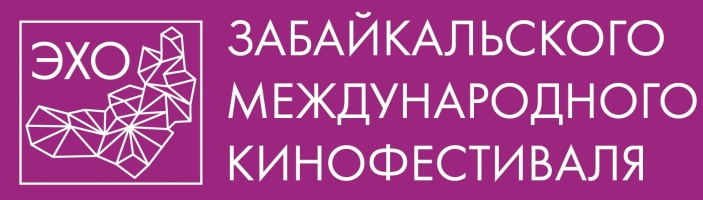 ЭХО
ЗАБАЙКАЛЬСКОГО
МЕЖДУНАРОДНОГО
КИНОФЕСТИВАЛЯ